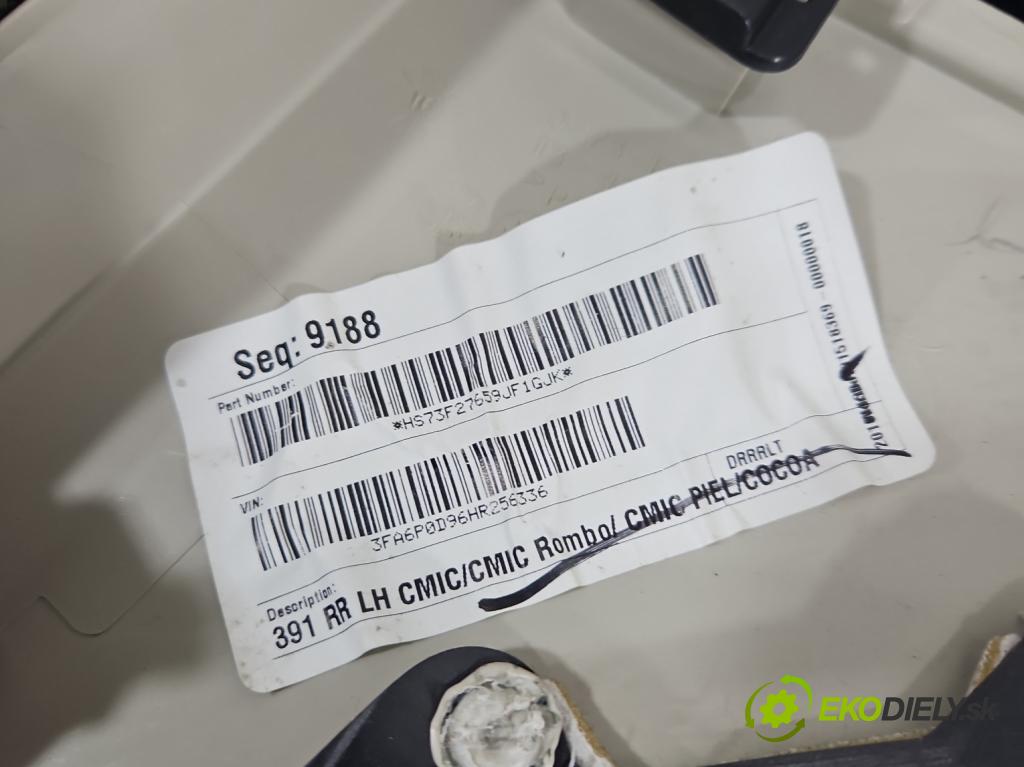 Seq: 9188
Part Number:
*HS73F27659JF1GJK*
VIN:
3FA6P0D96HR256336
DRRRLT
Description:
391 RR LH CMIC/CMIC Rombo/ CMIC PIEL/COCOA
00000018
EKODIELY.sk